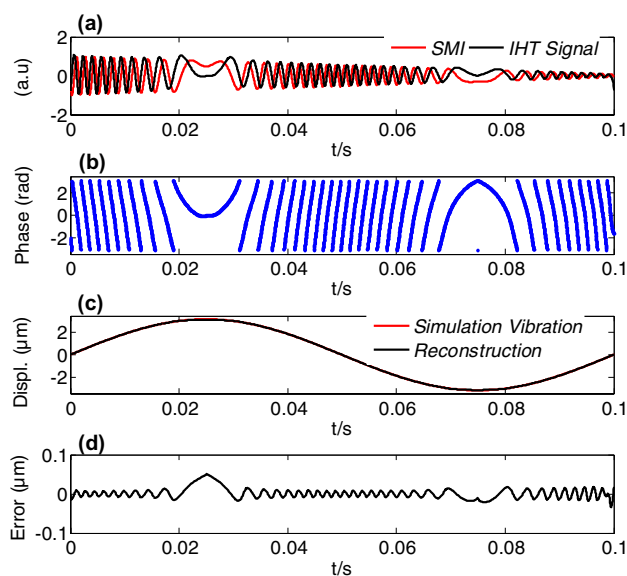 (a)
2
0
-2
(a.u)
SMI
IHT Signal
0 0.02 0.04 0.06 0.08 0.1
t/s
(b)
2
0
-2
Phase (rad)
0 0.02 0.04 0.06 0.08 0.1
t/s
(c)
2
0
-2
Displ. (µm)
Simulation Vibration
Reconstruction
0 0.02 0.04 0.06 0.08 0.1
t/s
(d)
0.1
0
-0.1
Error (µm)
0 0.02 0.04 0.06 0.08 0.1
t/s